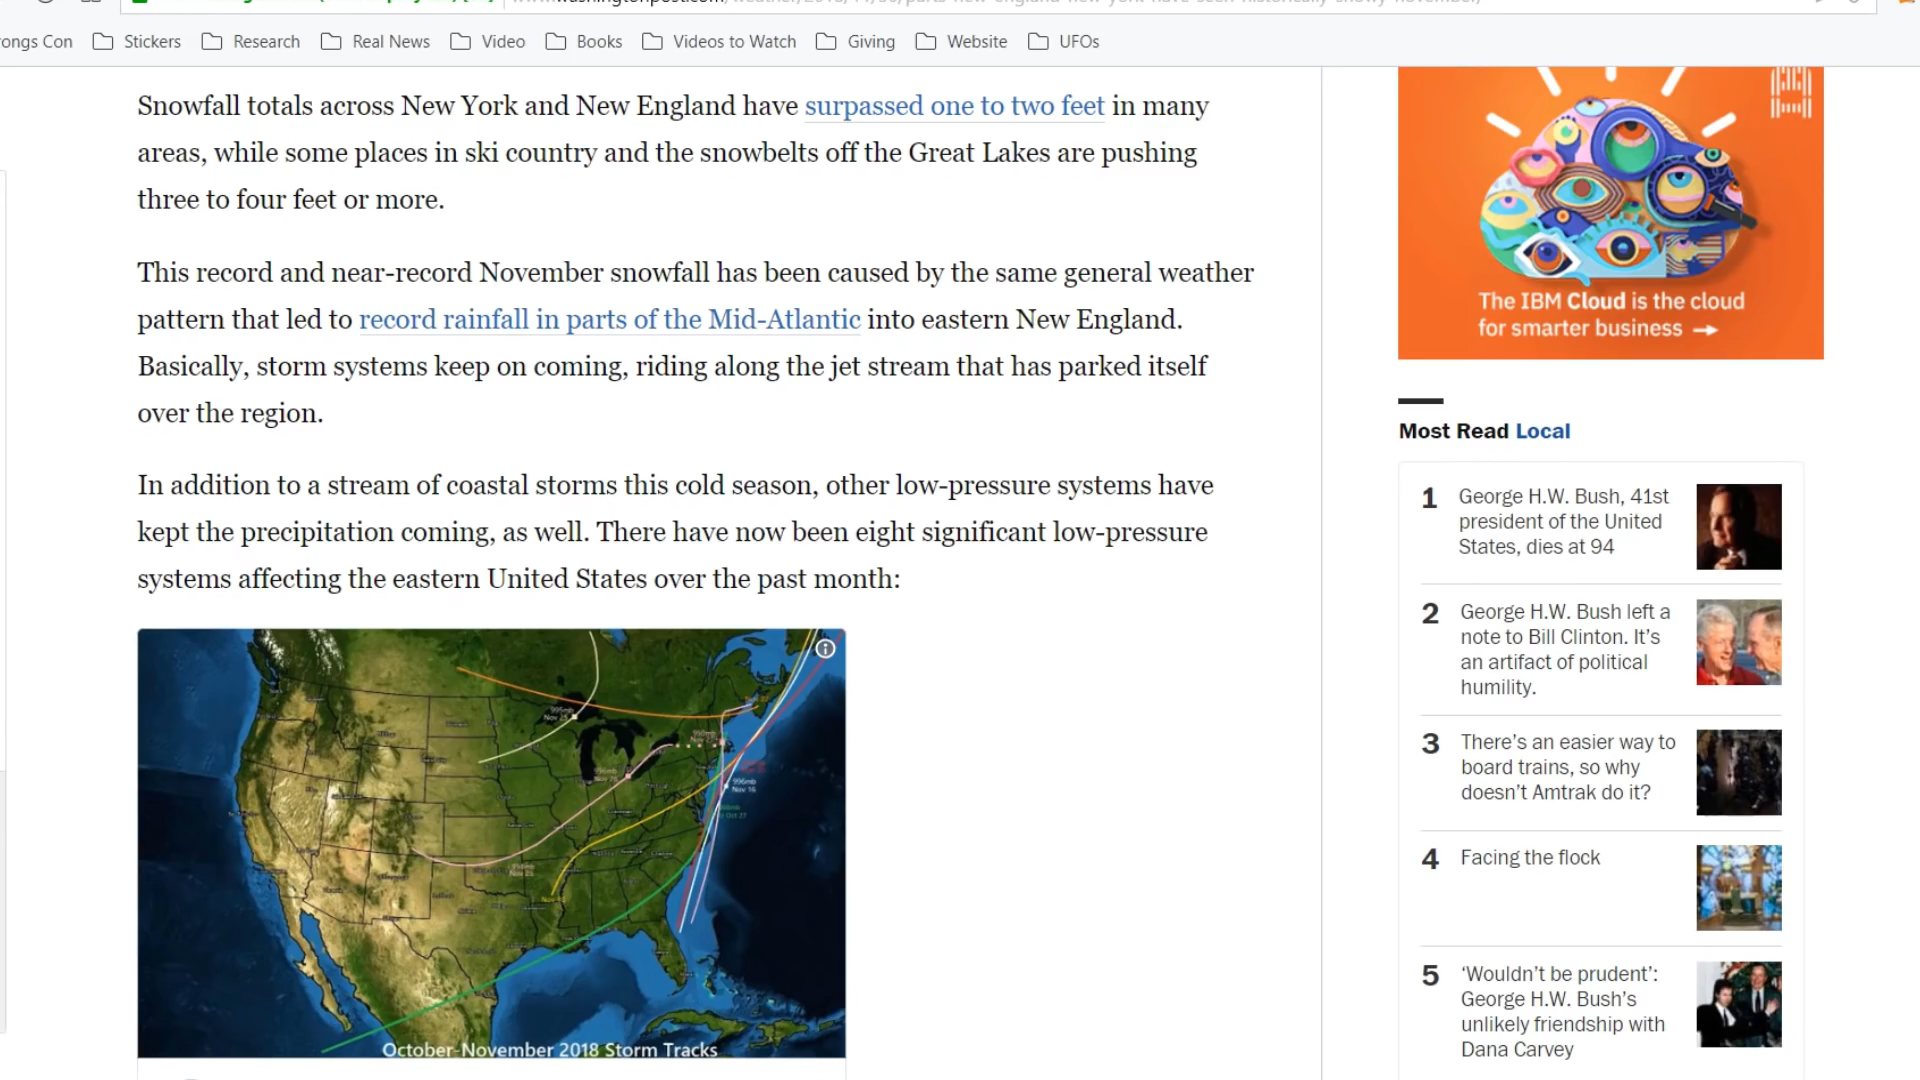 ongs Con Stickers Research Real News Video Books Videos to Watch Giving Website UFOs
Snowfall totals across New York and New England have surpassed one to two feet in many
areas, while some places in ski country and the snowbelts off the Great Lakes are pushing
three to four feet or more.
This record and near-record November snowfall has been caused by the same general weather
pattern that led to record rainfall in parts of the Mid-Atlantic into eastern New England.
Basically, storm systems keep on coming, riding along the jet stream that has parked itself
over the region.
In addition to a stream of coastal storms this cold season, other low-pressure systems have
kept the precipitation coming, as well. There have now been eight significant low-pressure
systems affecting the eastern United States over the past month:
996mb
Nov 16
October-November 2018 Storm Tracks
The IBM Cloud is the cloud
for smarter business →
Most Read Local
1 George H.W. Bush, 41st
president of the United
States, dies at 94
2 George H.W. Bush left a
note to Bill Clinton. It's
an artifact of political
humility.
3 There's an easier way to
board trains, so why
doesn't Amtrak do it?
4 Facing the flock
5 ‘Wouldn't be prudent’:
George H.W. Bush's
unlikely friendship with
Dana Carvey